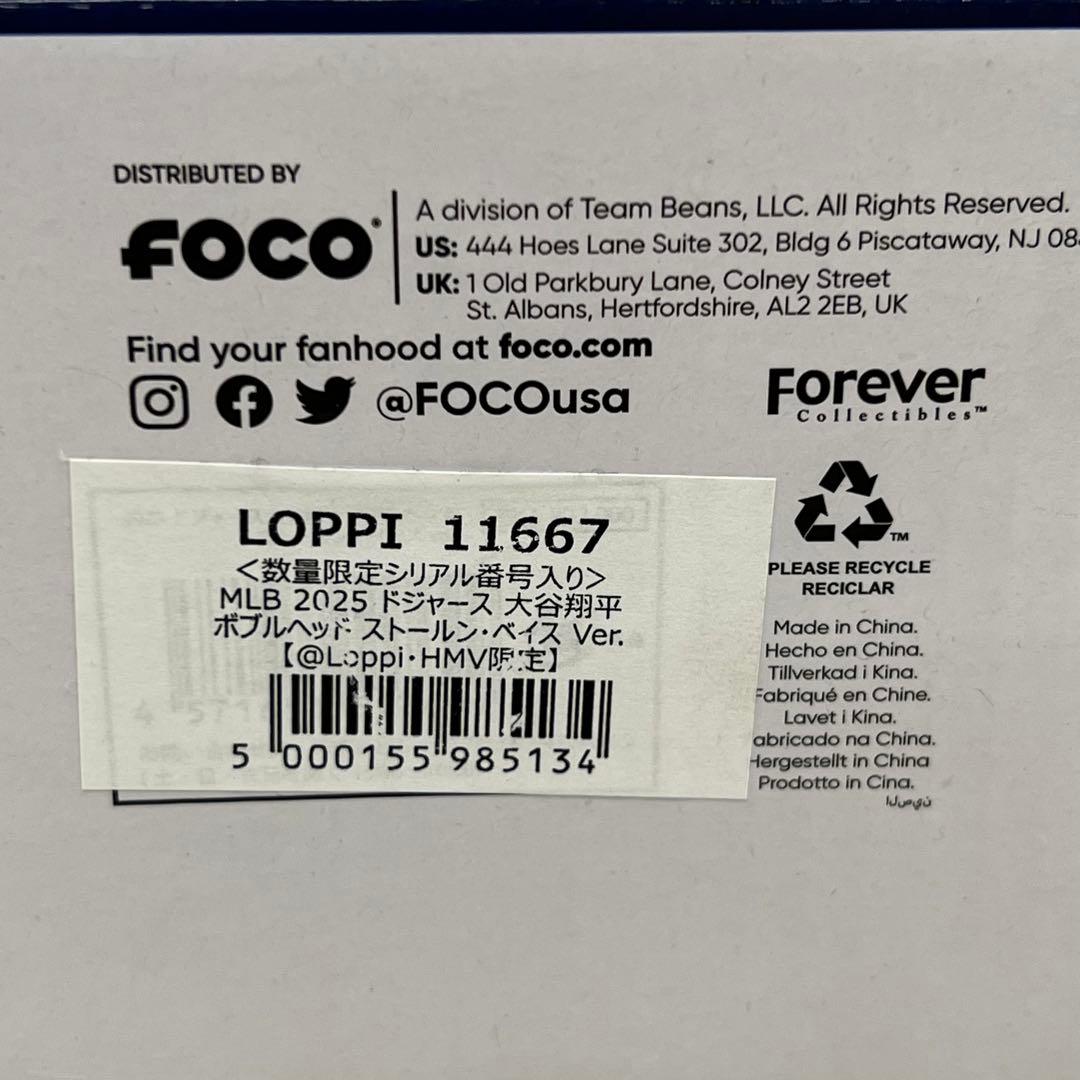 DISTRIBUTED BY
FOCO
A division of Team Beans, LLC. All Rights Reserved.
US: 444 Hoes Lane Suite 302, Bldg 6 Piscataway, NJ
UK: 1 Old Parkbury Lane, Colney Street
St. Albans, Hertfordshire, AL2 2EB, UK
Find your fanhood at foco.com
@FOCOusa
Forever
Collectibles™
LOPPI 11667
<数量限定シリアル番号入り>
MLB 2025 ドジャース 大谷翔平
ボブルヘッド ストールン・ベイス Ver.
【@Loppi・HMV限定】
5 000155 985134
TM
PLEASE RECYCLE
RECICLAR
Made in China.
Hecho en China.
Tillverkad i Kina.
Fabriqué en Chine.
Lavet i Kina.
abricado na China.
Hergestellt in China
Prodotto in Cina.